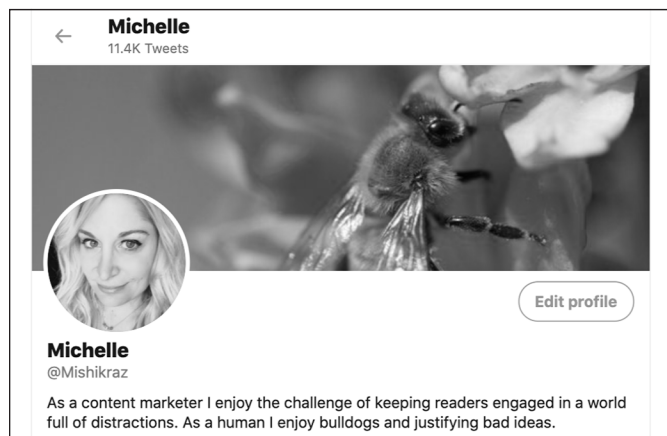 Michelle
11.4K Tweets
Edit profile
Michelle
@Mishikraz
As a content marketer I enjoy the challenge of keeping readers engaged in a world
full of distractions. As a human I enjoy bulldogs and justifying bad ideas.